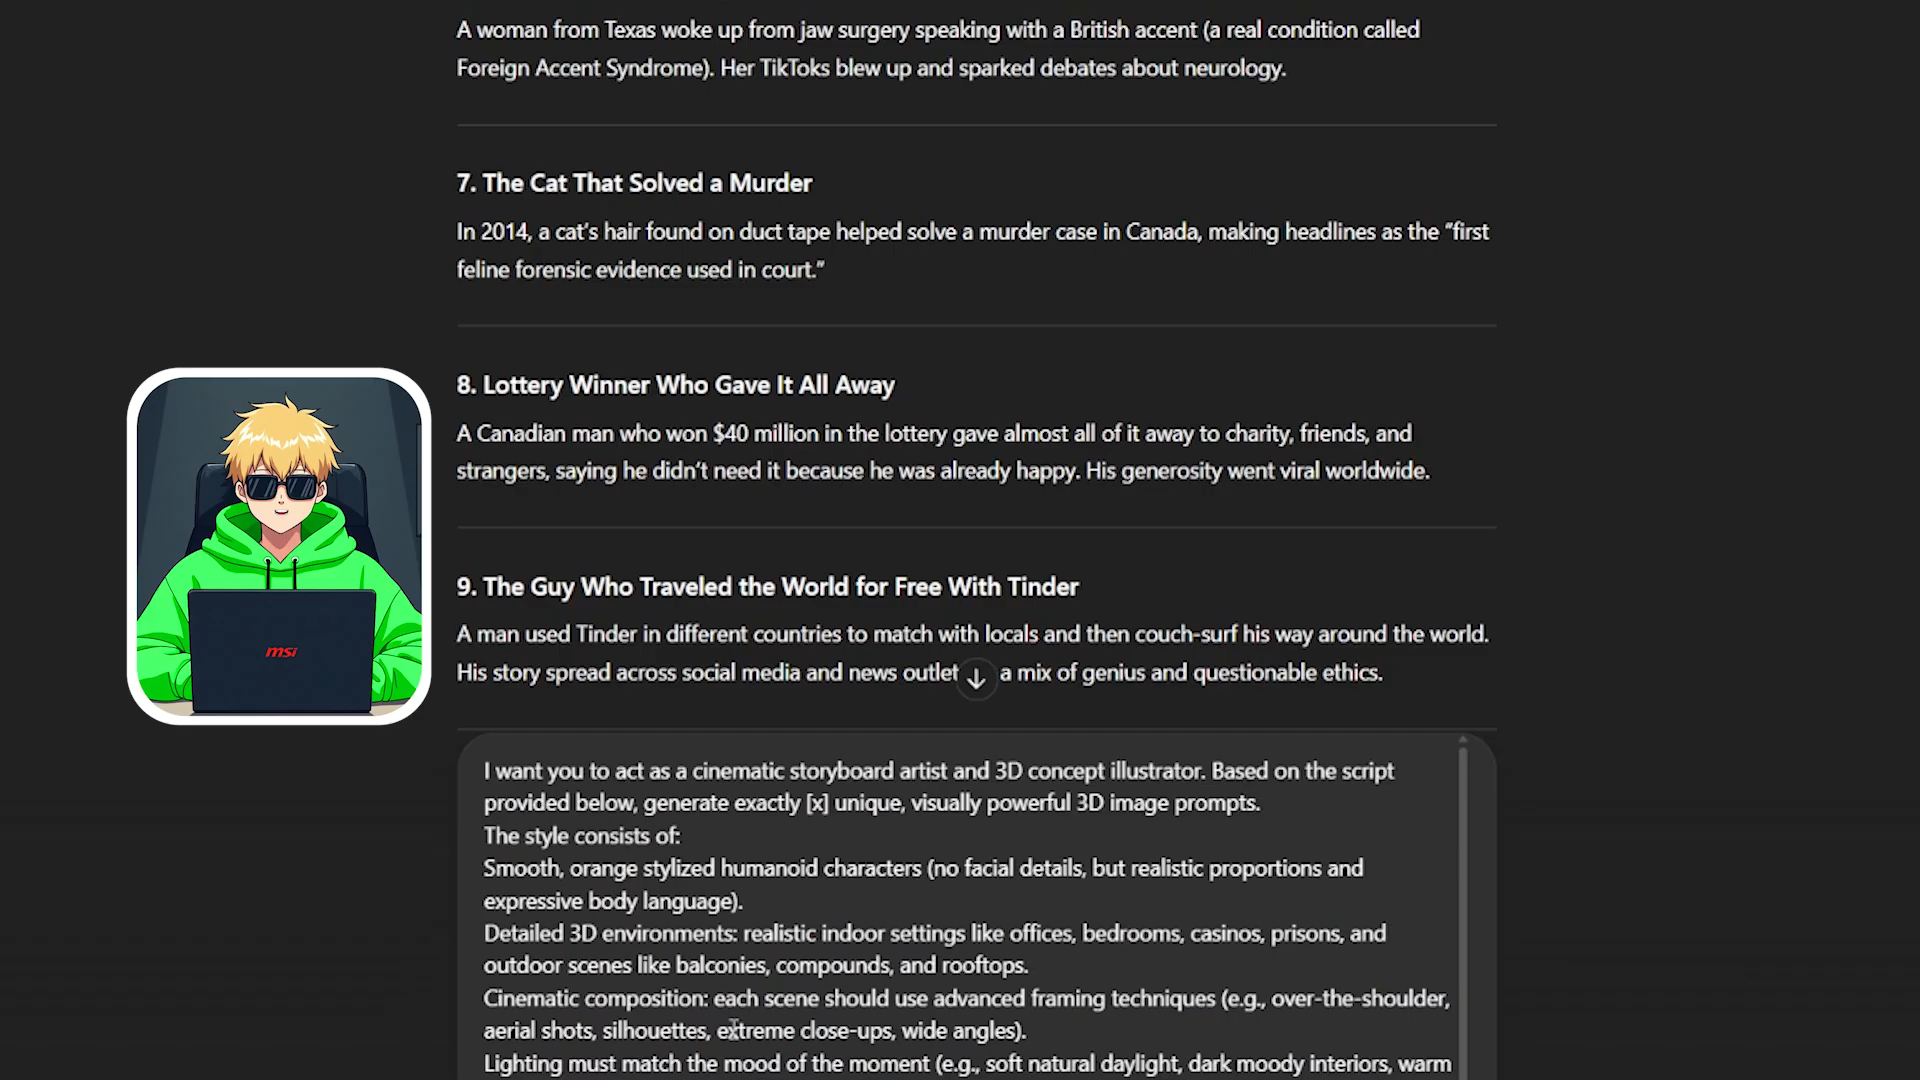 A woman from Texas woke up from jaw surgery speaking with a British accent (a real condition called
Foreign Accent Syndrome). Her TikToks blew up and sparked debates about neurology.
7. The Cat That Solved a Murder
In 2014, a cat's hair found on duct tape helped solve a murder case in Canada, making headlines as the “first
feline forensic evidence used in court.”
8. Lottery Winner Who Gave It All Away
A Canadian man who won $40 million in the lottery gave almost all of it away to charity, friends, and
strangers, saying he didn't need it because he was already happy. His generosity went viral worldwide.
9. The Guy Who Traveled the World for Free With Tinder
A man used Tinder in different countries to match with locals and then couch-surf his way around the world.
His story spread across social media and news outlet a mix of genius and questionable ethics.
msi
I want you to act as a cinematic storyboard artist and 3D concept illustrator. Based on the script
provided below, generate exactly [x] unique, visually powerful 3D image prompts.
The style consists of:
Smooth, orange stylized humanoid characters (no facial details, but realistic proportions and
expressive body language).
Detailed 3D environments: realistic indoor settings like offices, bedrooms, casinos, prisons, and
outdoor scenes like balconies, compounds, and rooftops.
Cinematic composition: each scene should use advanced framing techniques (e.g., over-the-shoulder,
aerial shots, silhouettes, extreme close-ups, wide angles).
Lighting must match the mood of the moment (e.g., soft natural daylight, dark moody interiors, warm